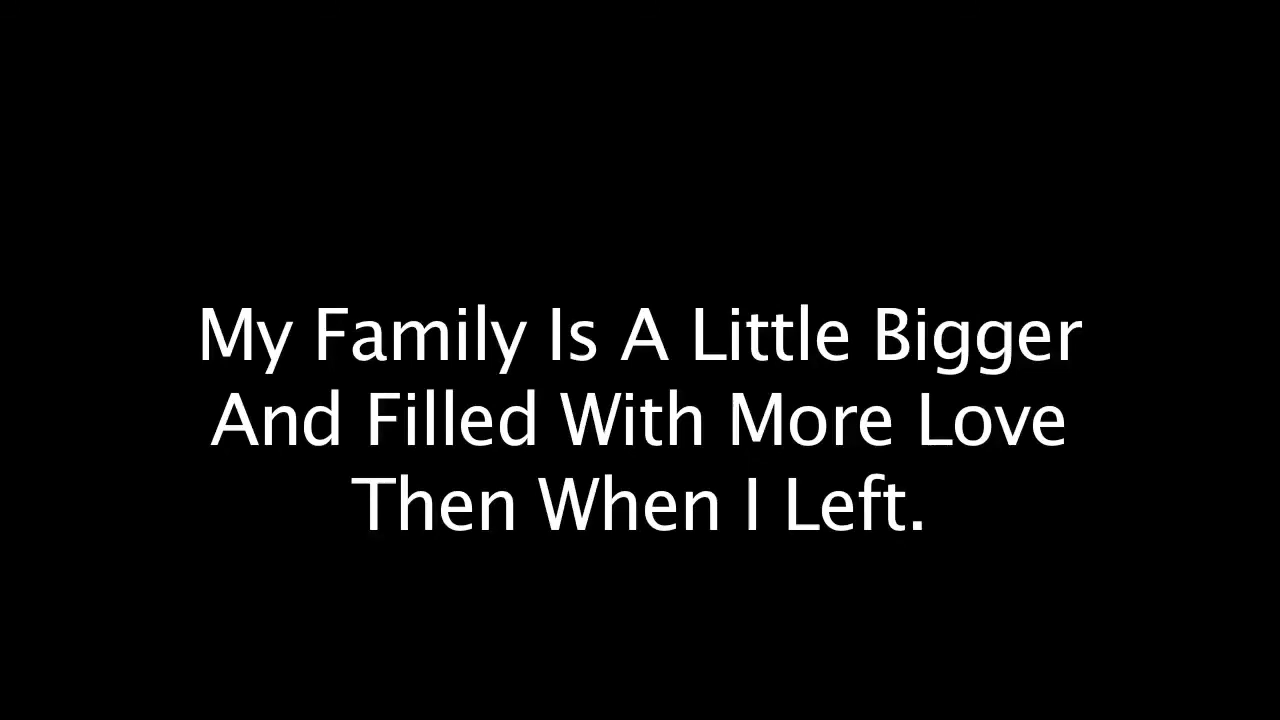 My Family Is A Little Bigger
And Filled With More Love
Then When I Left.